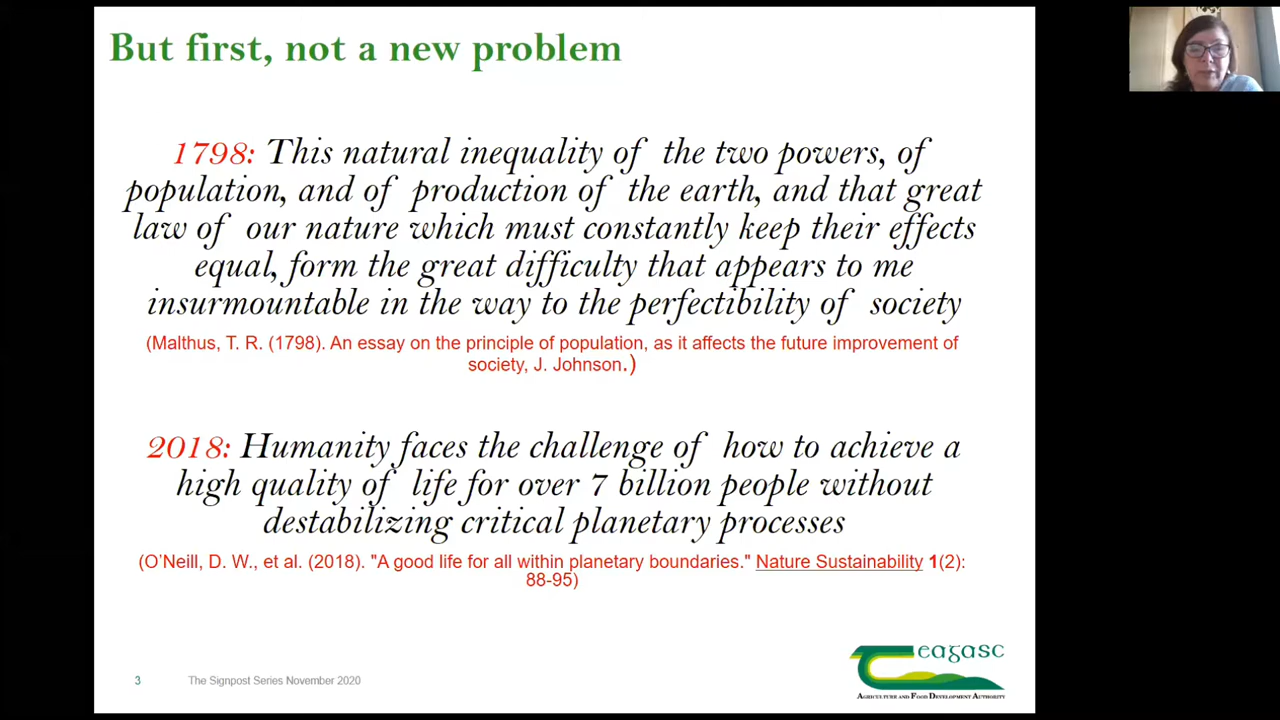 But first, not a new problem
1798: This natural inequality of the two powers, of
population, and of production of the earth, and that great
law of our nature which must constantly keep their effects
equal, form the great difficulty that appears to me
insurmountable in the way to the perfectibility of society
(Malthus, T. R. (1798). An essay on the principle of population, as it affects the future improvement of
society, J. Johnson.)
2018: Humanity faces the challenge of how to achieve a
high quality of life for over 7 billion people without
destabilizing critical planetary processes
(O'Neill, D. W., et al. (2018). "A good life for all within planetary boundaries." Nature Sustainability 1(2):
88-95)
3
The Signpost Series November 2020
Teagasc
AGRICULTURE AND FOOD DEVELOPMENT AUTHORITY